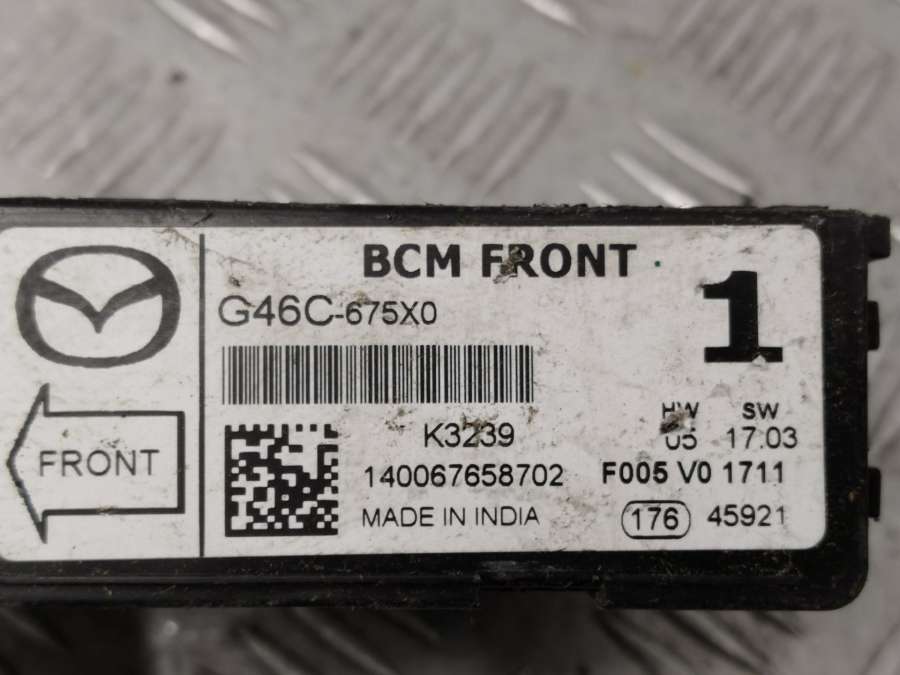 BCM FRONT
G46C-675X0
1
FRONT
HW SW
05 17.03
K3239
140067658702
F005 V0 1711
MADE IN INDIA
176 45921